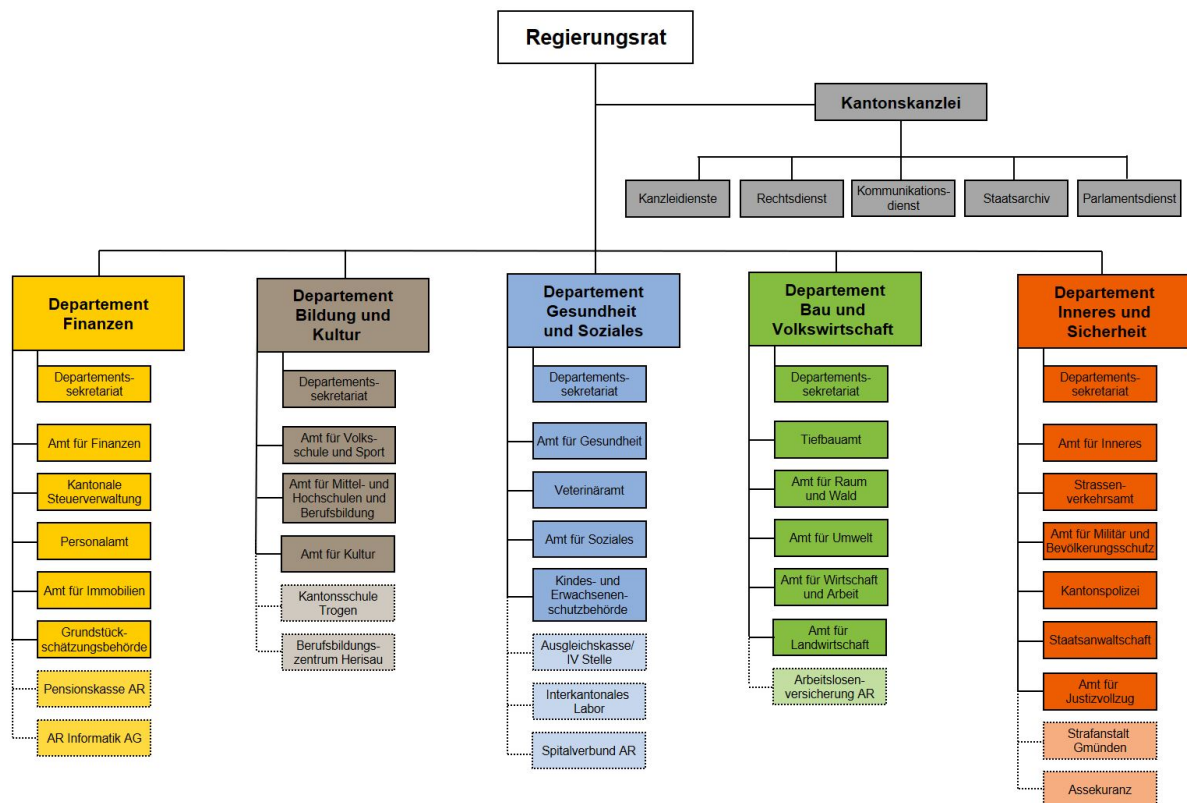 Regierungsrat
Kantonskanzlei
Kanzleidienste
Rechtsdienst
Kommunikations-
dienst
Staatsarchiv
Parlamentsdienst
Departement
Finanzen
Departements-
sekretariat
Amt für Finanzen
Kantonale
Steuerverwaltung
Personalamt
Amt für Immobilien
Grundstück-
schätzungsbehörde
Pensionskasse AR
AR Informatik AG
Departement
Bildung und
Kultur
Departements-
sekretariat
Amt für Volks-
schule und Sport
Amt für Mittel- und
Hochschulen und
Berufsbildung
Amt für Kultur
Kantonsschule
Trogen
Berufsbildungs-
zentrum Herisau
Departement
Gesundheit
und Soziales
Departements-
sekretariat
Amt für Gesundheit
Veterinäramt
Amt für Soziales
Kindes- und
Erwachsenen-
schutzbehörde
Ausgleichskasse/
IV Stelle
Interkantonales
Labor
Spitalverbund AR
Departement
Bau und
Volkswirtschaft
Departements-
sekretariat
Tiefbauamt
Amt für Raum
und Wald
Amt für Umwelt
Amt für Wirtschaft
und Arbeit
Amt für
Landwirtschaft
Arbeitslosen-
versicherung AR
Departement
Inneres und
Sicherheit
Departements-
sekretariat
Amt für Inneres
Strassen-
verkehrsamt
Amt für Militär und
Bevölkerungsschutz
Kantonspolizei
Staatsanwaltschaft
Amt für
Justizvollzug
Strafanstalt
Gmünden
Assekuranz